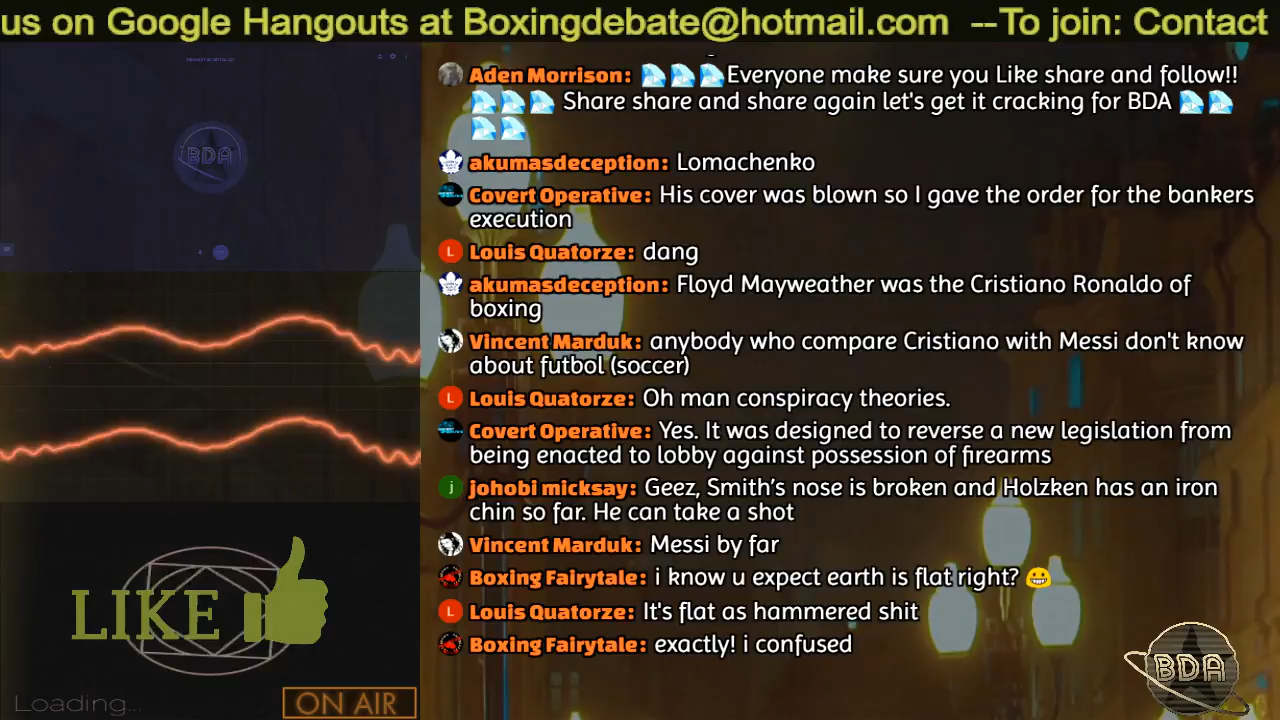 us on Google Hangouts at Boxingdebate@hotmail.com --To join: Contact
BDA
Aden Morrison: Everyone make sure you Like share and follow!!
Share share and share again let's get it cracking for BDA
akumasdeception: Lomachenko
Covert Operative: His cover was blown so I gave the order for the bankers
execution
Louis Quatorze: dang
akumasdeception: Floyd Mayweather was the Cristiano Ronaldo of
boxing
Vincent Marduk: anybody who compare Cristiano with Messi don't know
about futbol (soccer)
L Louis Quatorze: Oh man conspiracy theories.
Covert Operative: Yes. It was designed to reverse a new legislation from
being enacted to lobby against possession of firearms
j johobi micksay: Geez, Smith’s nose is broken and Holzken has an iron
chin so far. He can take a shot
Vincent Marduk: Messi by far
Boxing Fairytale: i know u expect earth is flat right? 😬
L Louis Quatorze: It's flat as hammered shit
Boxing Fairytale: exactly! i confused
LIKE
Loading...
ON AIR
BDA